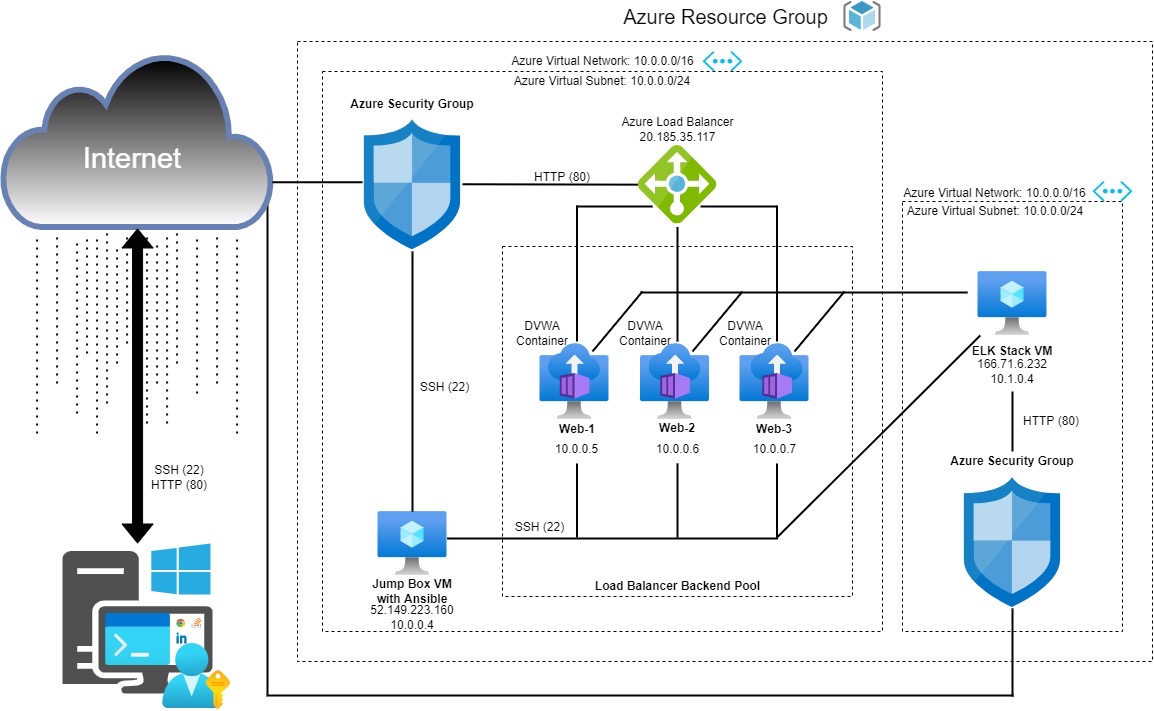 Azure Resource Group
Azure Virtual Network: 10.0.0.0/16
Azure Virtual Subnet: 10.0.0.0/24
Azure Security Group
Azure Load Balancer
20.185.35.117
Internet
HTTP (80)
Azure Virtual Network: 10.0.0.0/16
Azure Virtual Subnet: 10.0.0.0/24
DVWA
Container
DVWA
Container
DVWA
Container
ELK Stack VM
166.71.6.232
10.1.0.4
SSH (22)
Web-1
10.0.0.5
Web-2
10.0.0.6
Web-3
10.0.0.7
HTTP (80)
Azure Security Group
SSH (22)
HTTP (80)
SSH (22)
Jump Box VM
with Ansible
52.149.223.160
10.0.0.4
Load Balancer Backend Pool
in